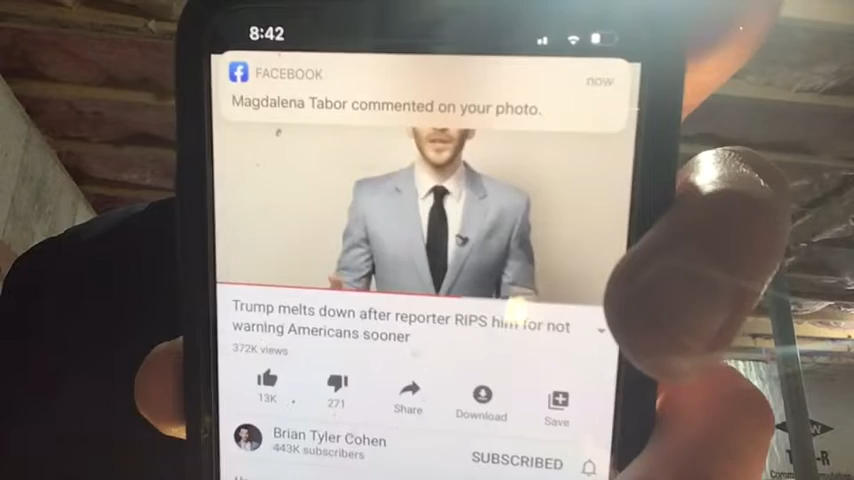 8:42
FACEBOOK
now
Magdalena Tabor commented on your photo.
Trump melts down after reporter RIPS him for not
warning Americans sooner
372K views
13K
271
Share
Download
Save
Brian Tyler Cohen
443K subscribers
SUBSCRIBED